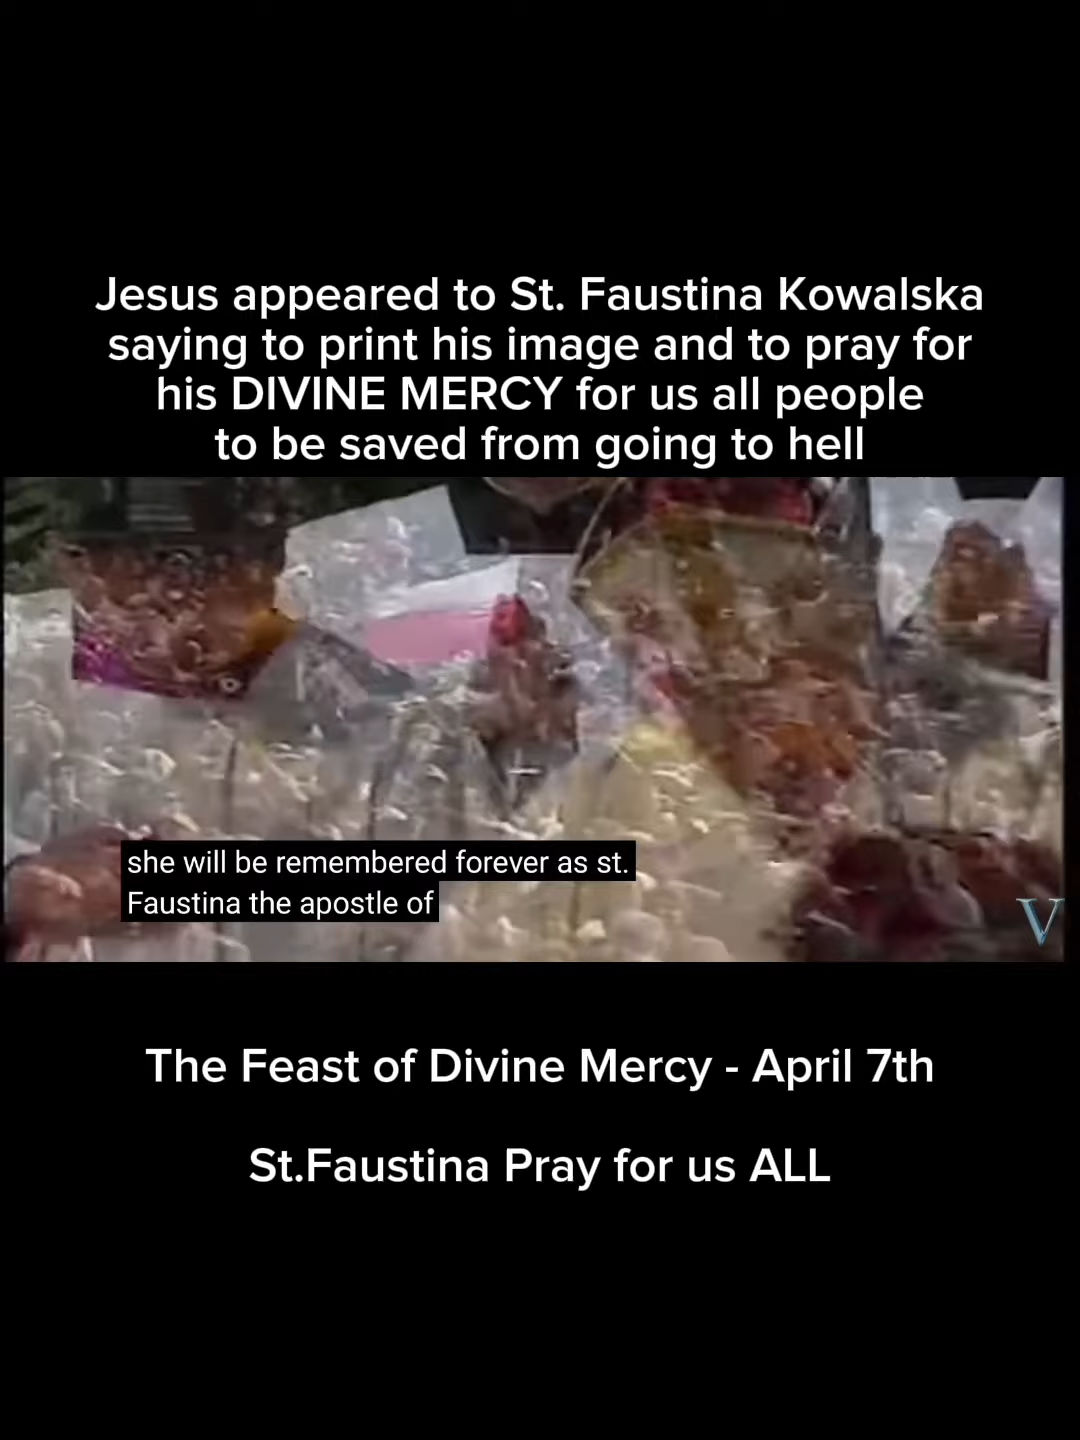 Jesus appeared to St. Faustina Kowalska
saying to print his image and to pray for
his DIVINE MERCY for us all people
to be saved from going to hell
she will be remembered forever as st.
Faustina the apostle of
V
The Feast of Divine Mercy - April 7th
St.Faustina Pray for us ALL